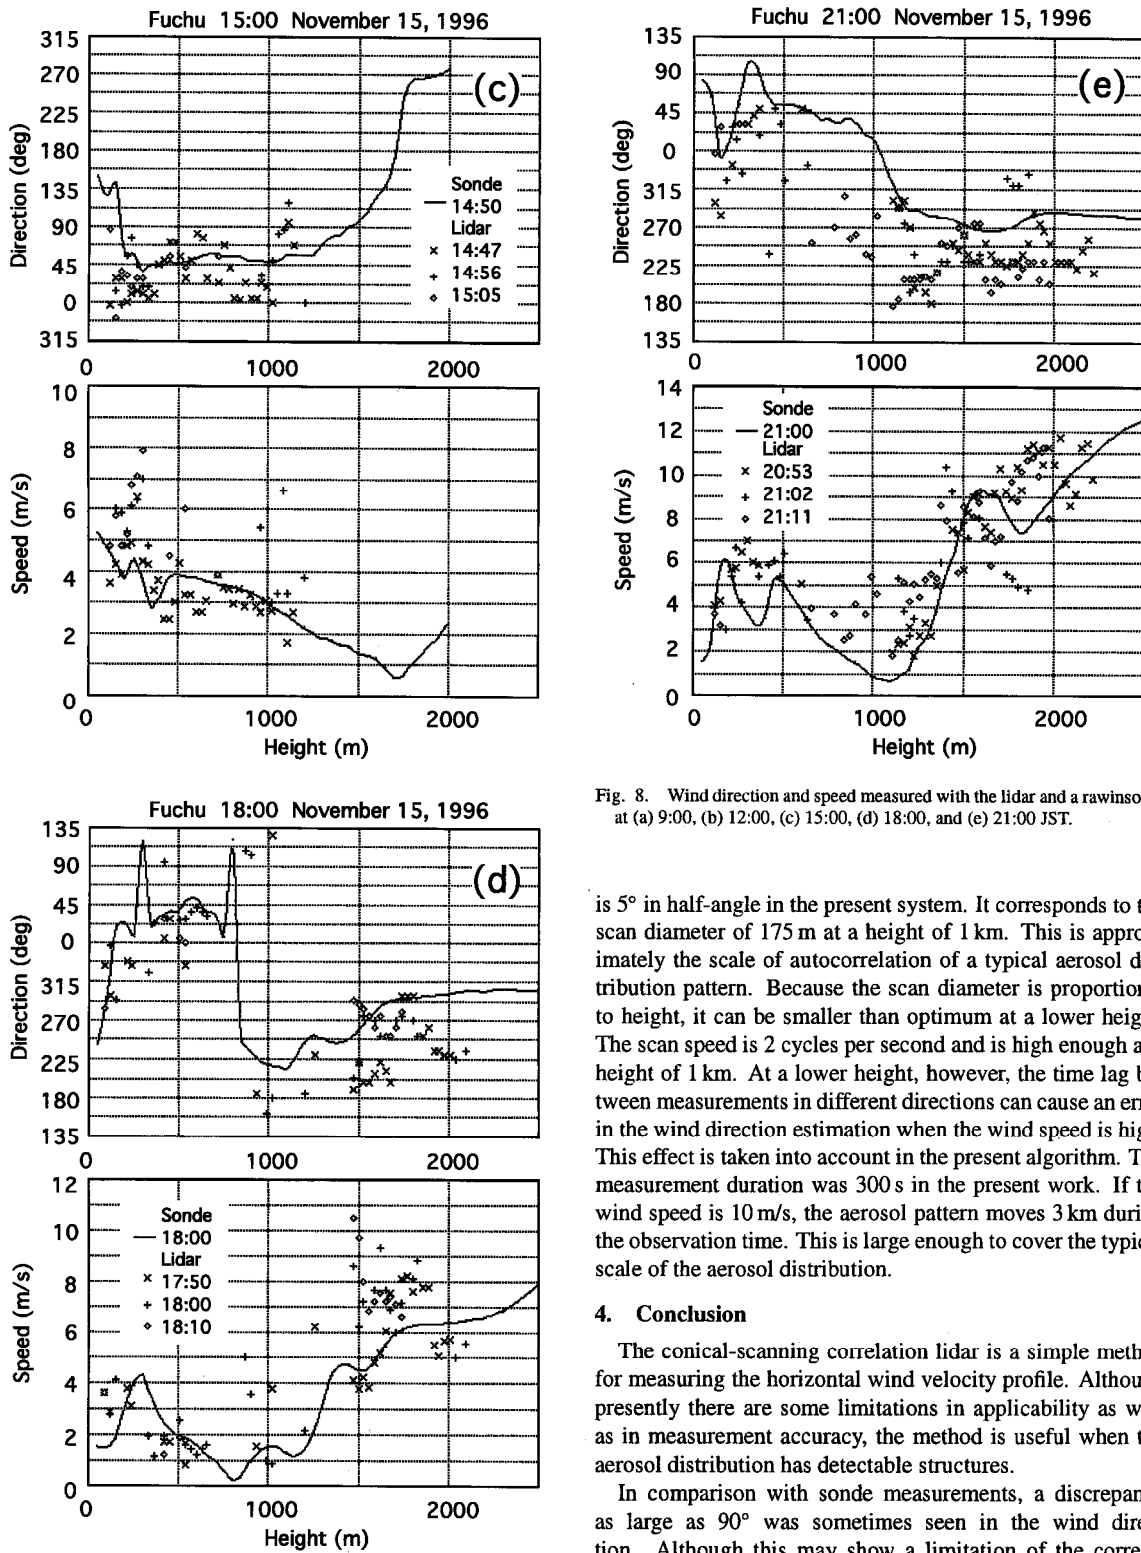 Fuchu 15:00 November 15, 1996
315
270
225
180
135
90
45
0
315
Direction (deg)
(c)
Sonde
14:50
Lidar
14:47
14:56
15:05
0 1000 2000
10
8
6
4
2
0
Speed (m/s)
0 1000 2000
Height (m)
Fuchu 18:00 November 15, 1996
135
90
45
0
315
270
225
180
135
Direction (deg)
(d)
0 1000 2000
12
10
8
6
4
2
0
Speed (m/s)
Sonde
18:00
Lidar
17:50
18:00
18:10
0 1000 2000
Height (m)
Fuchu 21:00 November 15, 1996
135
90
45
0
315
270
225
180
135
Direction (deg)
(e)
0 1000 2000
14
12
10
8
6
4
2
0
Speed (m/s)
Sonde
21:00
Lidar
20:53
21:02
21:11
0 1000 2000
Height (m)
Fig. 8. Wind direction and speed measured with the lidar and a rawinso
at (a) 9:00, (b) 12:00, (c) 15:00, (d) 18:00, and (e) 21:00 JST.
is 5° in half-angle in the present system. It corresponds to t
scan diameter of 175 m at a height of 1 km. This is appro
imately the scale of autocorrelation of a typical aerosol d
tribution pattern. Because the scan diameter is proportion
to height, it can be smaller than optimum at a lower heig
The scan speed is 2 cycles per second and is high enough a
height of 1 km. At a lower height, however, the time lag b
tween measurements in different directions can cause an err
in the wind direction estimation when the wind speed is hig
This effect is taken into account in the present algorithm. T
measurement duration was 300 s in the present work. If t
wind speed is 10 m/s, the aerosol pattern moves 3 km duri
the observation time. This is large enough to cover the typic
scale of the aerosol distribution.
4. Conclusion
The conical-scanning correlation lidar is a simple meth
for measuring the horizontal wind velocity profile. Althou
presently there are some limitations in applicability as w
as in measurement accuracy, the method is useful when t
aerosol distribution has detectable structures.
In comparison with sonde measurements, a discrepan
as large as 90° was sometimes seen in the wind dire
tion. Although this may show a limitation of the corre